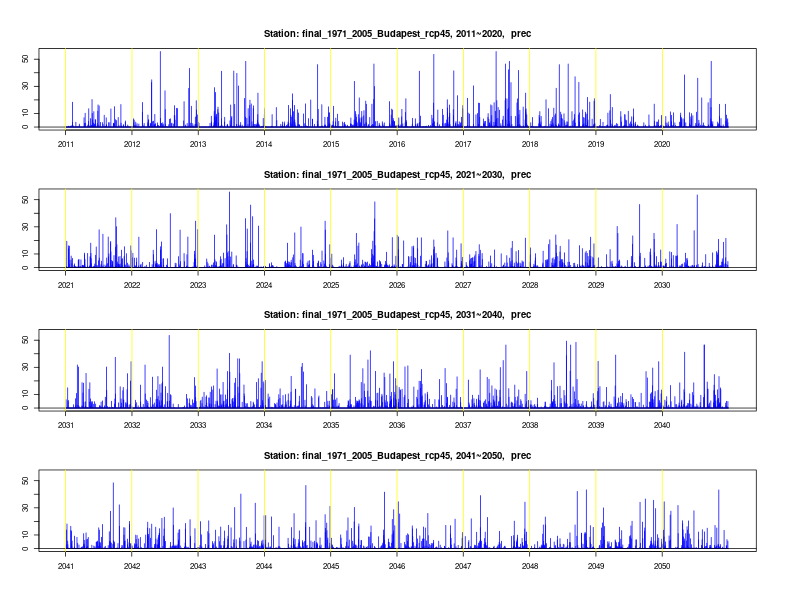 Station: final_1971_2005_Budapest_rcp45, 2011~2020, prec
50
30
10
0
2011 2012 2013 2014 2015 2016 2017 2018 2019 2020
Station: final_1971_2005_Budapest_rcp45, 2021~2030, prec
50
30
10
0
2021 2022 2023 2024 2025 2026 2027 2028 2029 2030
Station: final_1971_2005_Budapest_rcp45, 2031~2040, prec
50
30
0
2031 2032 2033 2034 2035 2036 2037 2038 2039 2040
Station: final_1971_2005_Budapest_rcp45, 2041~2050, prec
50
30
10
0
2041 2042 2043 2044 2045 2046 2047 2048 2049 2050